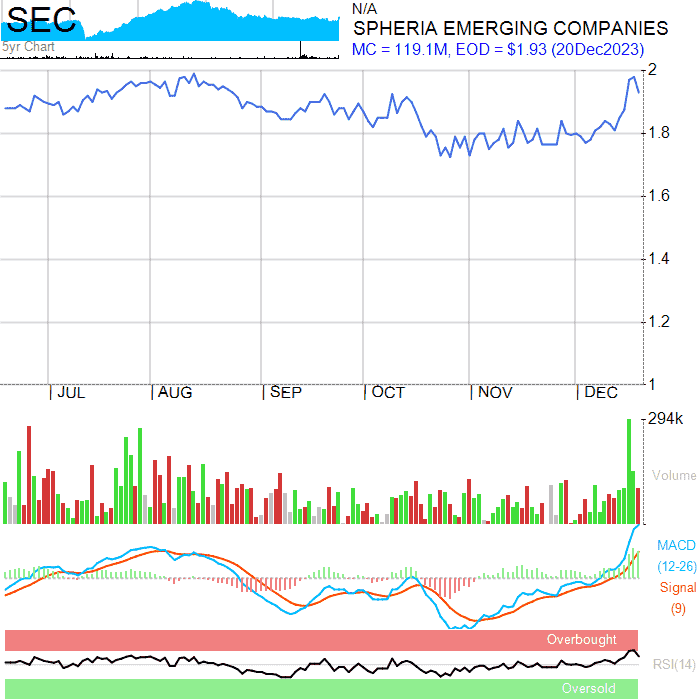 SEC
5yr Chart
N/A
SPHERIA EMERGING COMPANIES
MC = 119.1M, EOD = $1.93 (20Dec2023)
2
1.8
1.6
1.4
1.2
1
JUL AUG SEP OCT NOV DEC
294k
Volume
MACD
(12-26)
Signal
(9)
Overbought
RSI(14)
Oversold